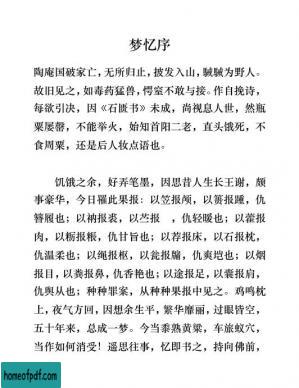 梦忆序
陶庵国破家亡，无所归止，披发入山，駴駴为野人。
故旧见之，如毒药猛兽，愕窒不敢与接。作自挽诗，
每欲引决，因《石匮书》未成，尚视息人世，然瓶
粟屡罄，不能举火，始知首阳二老，直头饿死，不
食周粟，还是后人妆点语也。
饥饿之余，好弄笔墨，因思昔人生长王谢，颇
事豪华，今日罹此果报：以笠报颅，以蒉报踵，仇
簪履也；以衲报裘，以苎报，仇轻暖也；以藿报
肉，以粝报粻，仇甘旨也；以荐报床，以石报枕，
仇温柔也；以绳报枢，以瓮报牖，仇爽垲也；以烟
报目，以粪报鼻，仇香艳也；以途报足，以囊报肩，
仇舆从也；种种罪案，从种种果报中见之。鸡鸣枕
上，夜气方回，因想余生平，繁华靡丽，过眼皆空，
五十年来，总成一梦。今当黍熟黄粱，车旅蚁穴，
当作如何消受！遥思往事，忆即书之，持向佛前，
homeofpdf.com